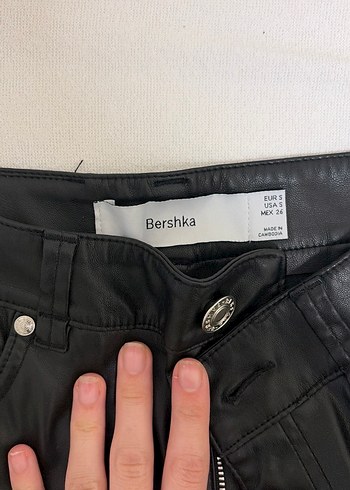 Bershka
EUR S
USA S
MEX 26
MADE IN
CAMBODIA